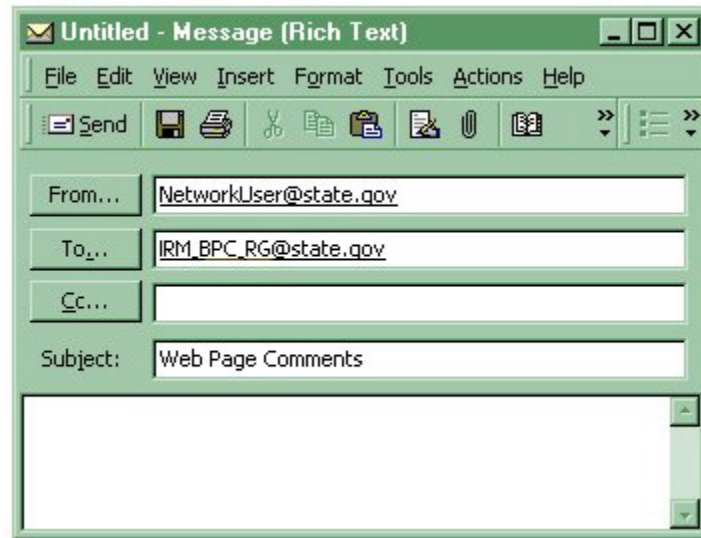 Untitled - Message (Rich Text)
File Edit View Insert Format Tools Actions Help
Send
From... NetworkUser@state.gov
To... IRM_BPC_RG@state.gov
Cc...
Subject: Web Page Comments